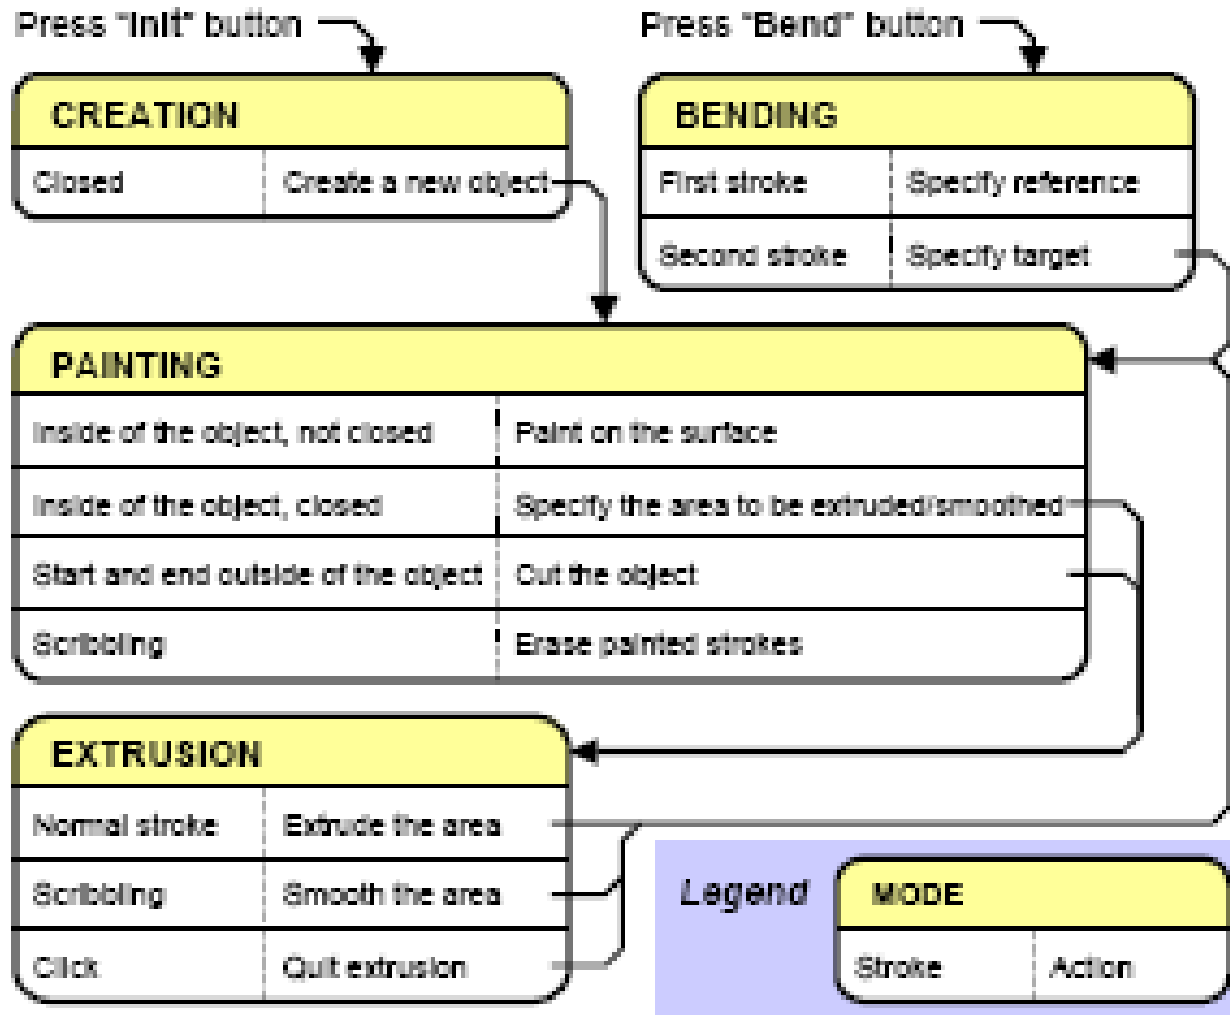 Press "Init" button
Press "Bend" button
CREATION
Closed Create a new object
BENDING
First stroke Specify reference
Second stroke Specify target
PAINTING
Inside of the object, not closed Paint on the surface
Inside of the object, closed Specify the area to be extruded/smoothed
Start and end outside of the object Cut the object
Scribbling Erase painted strokes
EXTRUSION
Normal stroke Extrude the area
Scribbling Smooth the area
Click Quit extrusion
Legend
MODE
Stroke Action